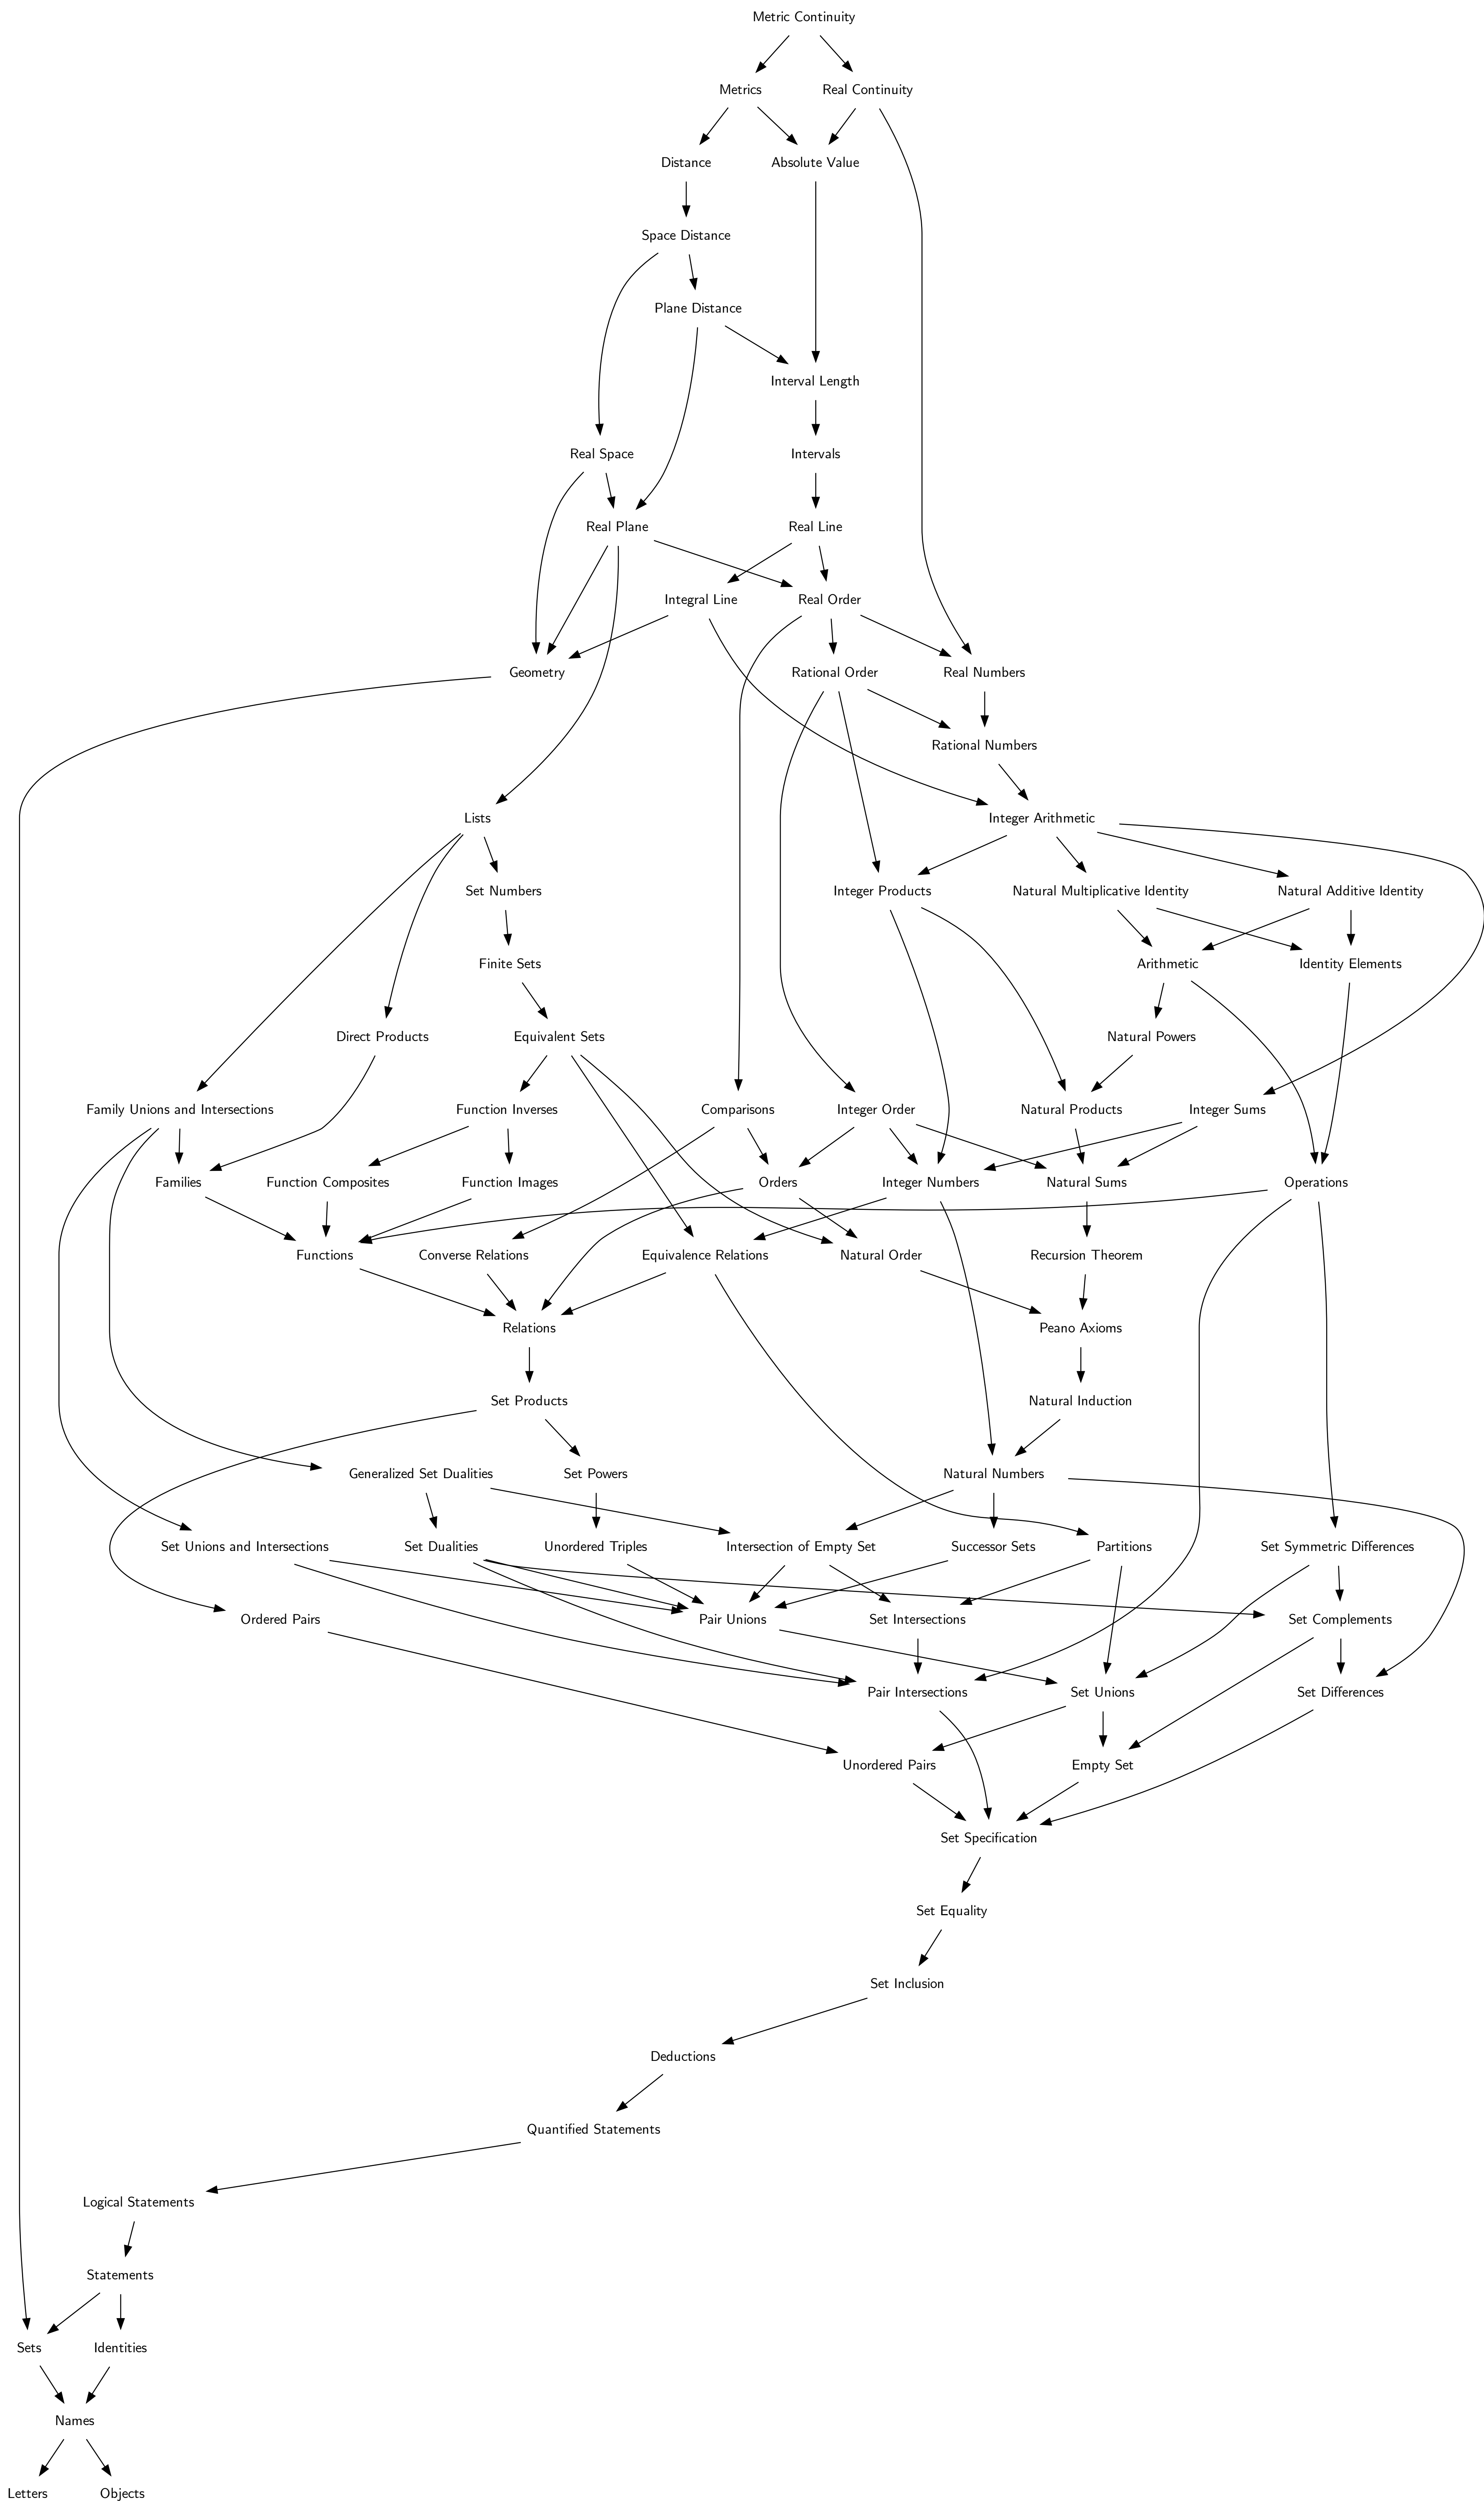 Metric Continuity
Metrics
Real Continuity
Distance
Absolute Value
Space Distance
Plane Distance
Interval Length
Real Space
Intervals
Real Plane
Real Line
Integral Line
Real Order
Geometry
Rational Order
Real Numbers
Rational Numbers
Lists
Integer Arithmetic
Set Numbers
Integer Products
Natural Multiplicative Identity
Natural Additive Identity
Finite Sets
Arithmetic
Identity Elements
Direct Products
Equivalent Sets
Natural Powers
Family Unions and Intersections
Function Inverses
Comparisons
Integer Order
Natural Products
Integer Sums
Families
Function Composites
Function Images
Orders
Integer Numbers
Natural Sums
Operations
Functions
Converse Relations
Equivalence Relations
Natural Order
Recursion Theorem
Relations
Peano Axioms
Set Products
Natural Induction
Generalized Set Dualities
Set Powers
Natural Numbers
Set Unions and Intersections
Set Dualities
Unordered Triples
Intersection of Empty Set
Successor Sets
Partitions
Set Symmetric Differences
Ordered Pairs
Pair Unions
Set Intersections
Set Complements
Pair Intersections
Set Unions
Set Differences
Unordered Pairs
Empty Set
Set Specification
Set Equality
Set Inclusion
Deductions
Quantified Statements
Logical Statements
Statements
Sets
Identities
Names
Letters
Objects